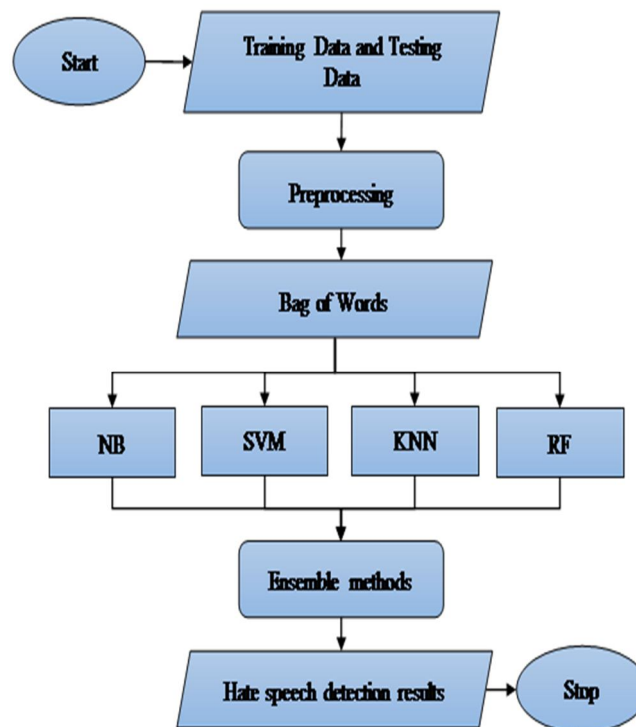 Start
Training Data and Testing
Data
Preprocessing
Bag of Words
NB
SVM
KNN
RF
Ensemble methods
Hate speech detection results
Stop